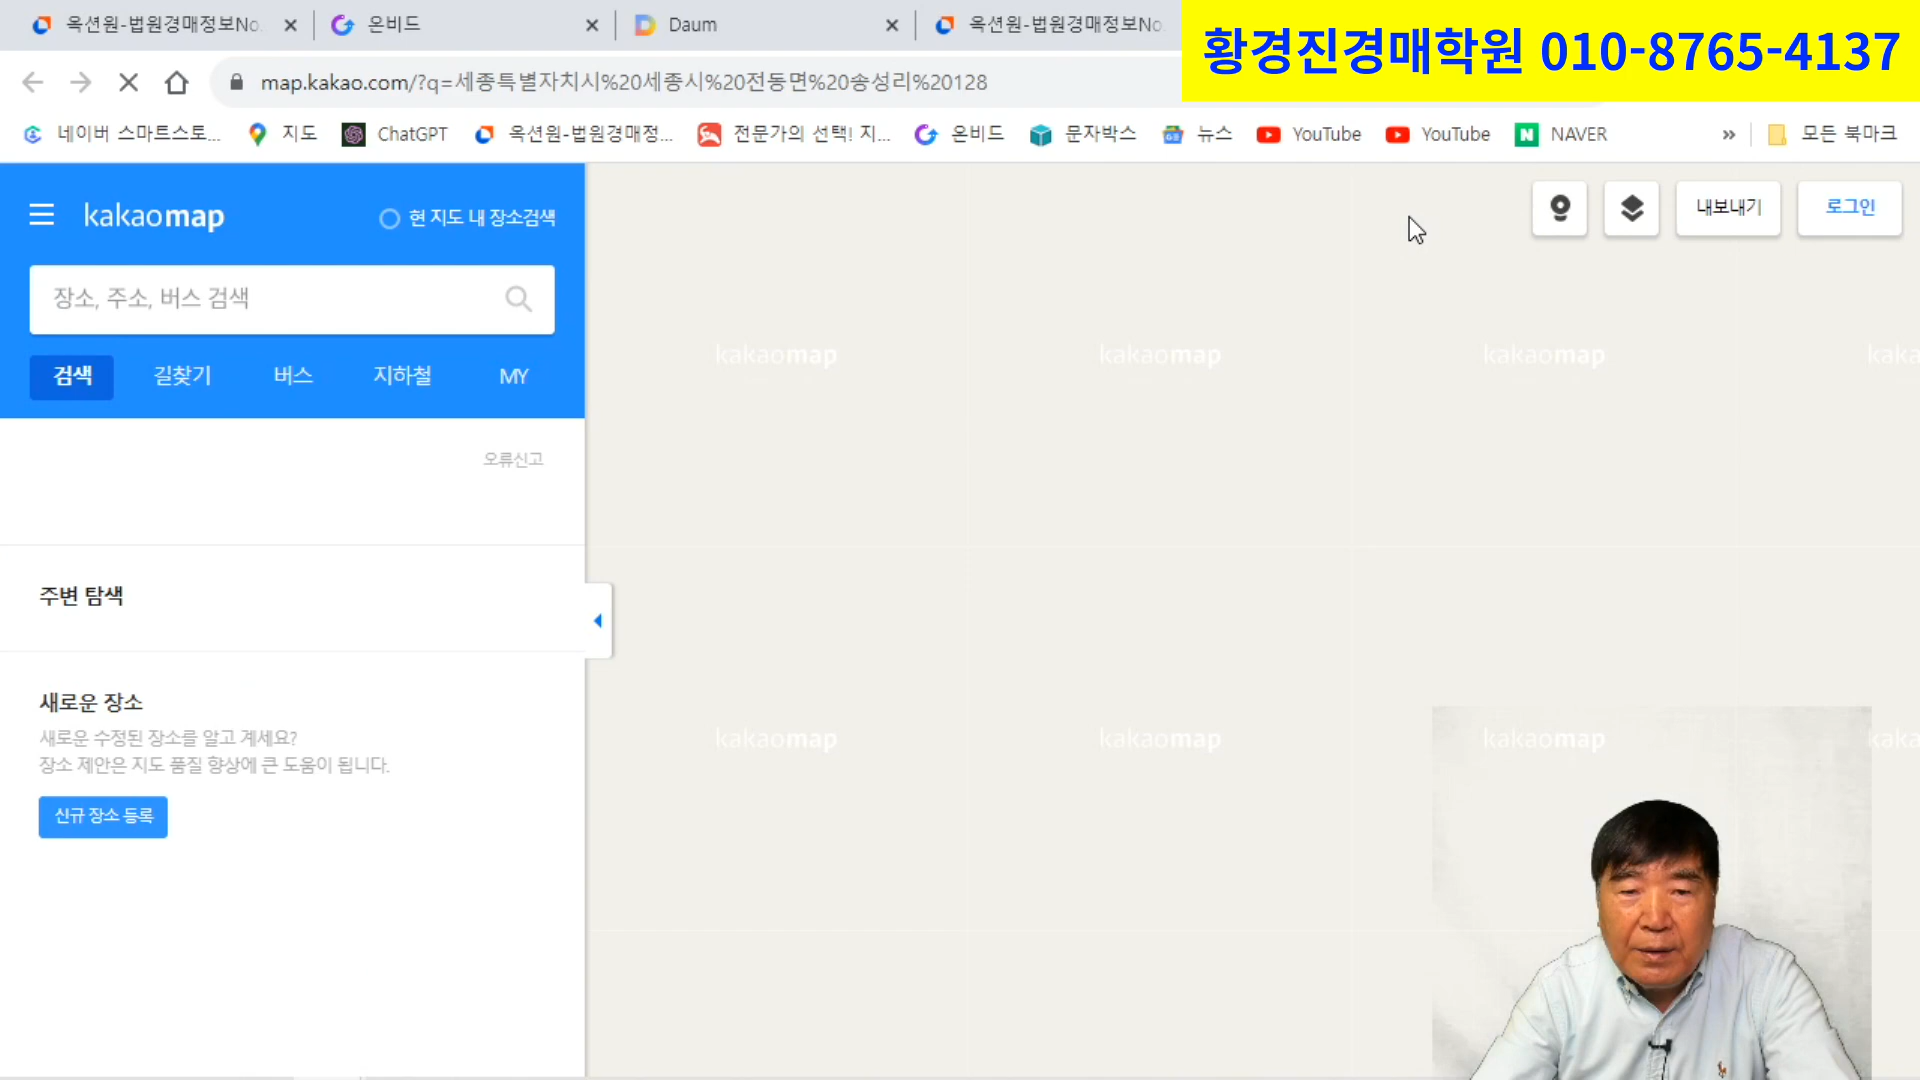 옥션원-법원경매정보No
온비드
Daum
옥션원-법원경매정보No
황경진경매학원 010-8765-4137
map.kakao.com/?q=세종특별자치시%20세종시%20전동면%20송성리%20128
네이버 스마트스토...
지도
ChatGPT
옥션원-법원경매정...
전문가의 선택! 지...
온비드
문자박스
뉴스
YouTube
YouTube
NAVER
모든 북마크
kakaomap
현 지도 내 장소검색
내보내기
로그인
장소, 주소, 버스 검색
검색
길찾기
버스
지하철
MY
오류신고
주변 탐색
새로운 장소
새로운 수정된 장소를 알고 계세요?
장소 제안은 지도 품질 향상에 큰 도움이 됩니다.
신규 장소 등록
kakaomap
kakaomap
kakaomap
kaka
kakaomap
kakaomap
kakaomap
kaka